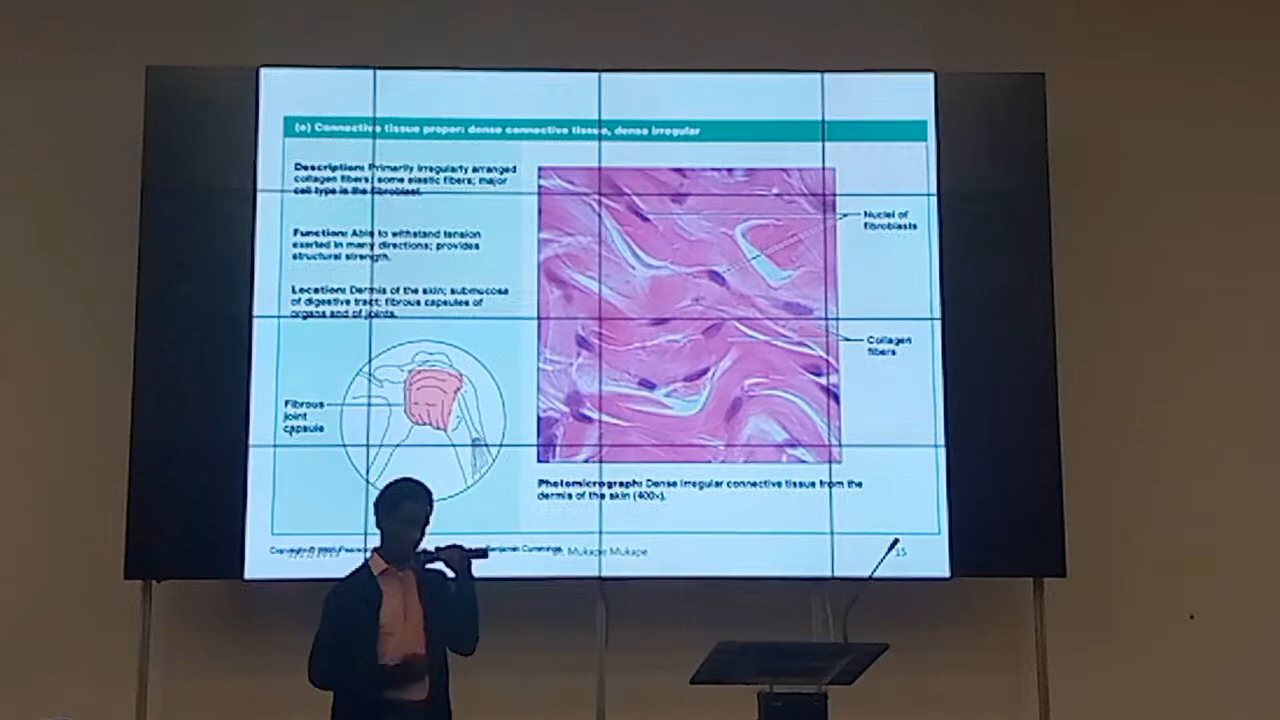 (e) Connective tissue proper: dense connective tissue, dense irregular
Description: Primarily irregularly arranged
collagen fibers; some elastic fibers; major
cell type is the fibroblast.
Function: Able to withstand tension
exerted in many directions; provides
structural strength.
Location: Dermis of the skin; submucosa
of digestive tract; fibrous capsules of
organs and of joints.
Fibrous
joint
capsule
Nuclei of
fibroblasts
Collagen
fibers
Photomicrograph: Dense irregular connective tissue from the
dermis of the skin (400x).
Copyright © Pearson Benjamin Cummings
Mukape Mukape
15